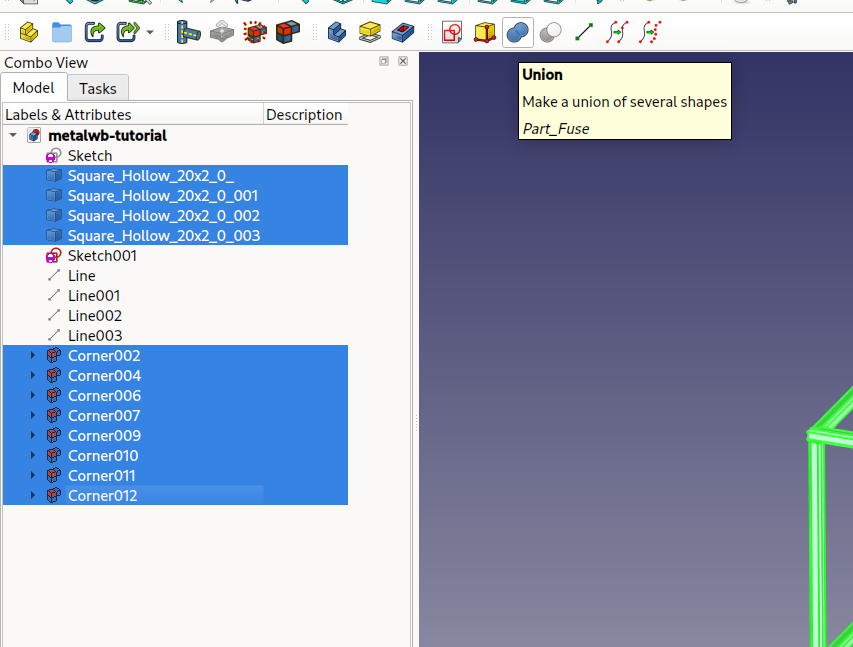 Combo View
Model
Tasks
Labels & Attributes
Description
metalwb-tutorial
Sketch
Square_Hollow_20x2_0_
Square_Hollow_20x2_0_001
Square_Hollow_20x2_0_002
Square_Hollow_20x2_0_003
Sketch001
Line
Line001
Line002
Line003
Corner002
Corner004
Corner006
Corner007
Corner009
Corner010
Corner011
Corner012
Union
Make a union of several shapes
Part_Fuse